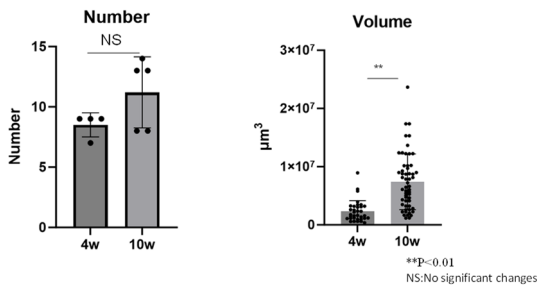 Number
NS
15
10
5
0
Number
4w
10w
Volume
**
3×10⁷
2×10⁷
1×10⁷
0
μm³
4w
10w
**P<0.01
NS:No significant changes